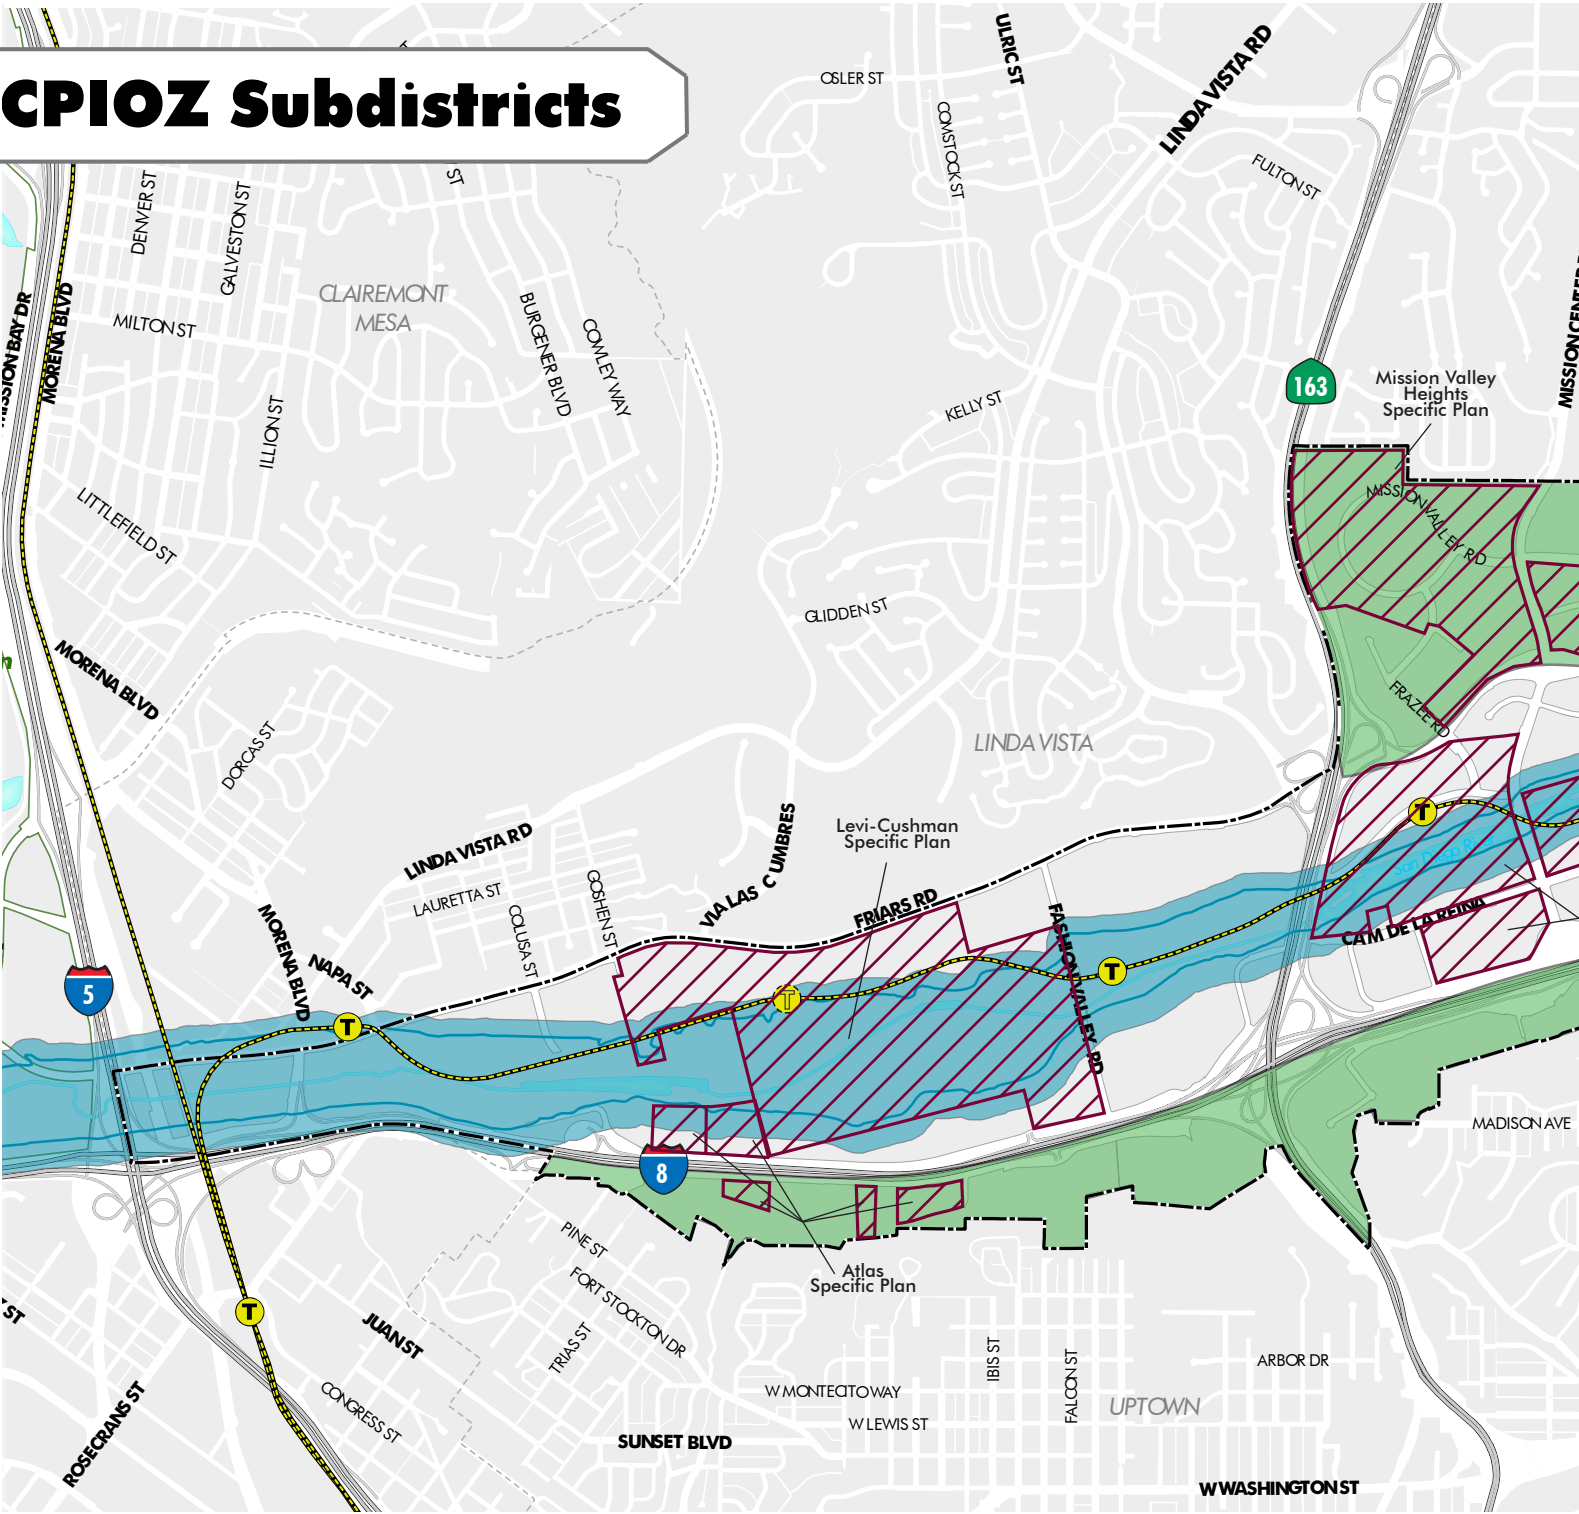 CPIOZ Subdistricts
ST
OSLER ST
COMSTOCK ST
ULRIC ST
LINDA VISTA RD
FULTON ST
DENVER ST
GALVESTON ST
MORENA BLVD
MILTON ST
CLAIREMONT
MESA
BURGENER BLVD
COWLEY WAY
ILLION ST
KELLY ST
163
Mission Valley
Heights
Specific Plan
LITTLEFIELD ST
MISSION VALLEY RD
GLIDDEN ST
MORENA BLVD
FRAZEE RD
DORCAS ST
LINDA VISTA
LINDA VISTA RD
VIA LAS CUMBRES
Levi-Cushman
Specific Plan
T
San Diego River
LAURETTA ST
GOSHEN ST
COLUSA ST
FRIARS RD
FASHION VALLEY RD
CAM DE LA REINA
MORENA BLVD
NAPA ST
5
T
T
T
MADISON AVE
8
PINE ST
FORT STOCKTON DR
Atlas
Specific Plan
T
ST
JUAN ST
TRIAS ST
IBIS ST
FALCON ST
ARBOR DR
CONGRESS ST
ROSECRANS ST
W MONTECITO WAY
UPTOWN
W LEWIS ST
SUNSET BLVD
W WASHINGTON ST